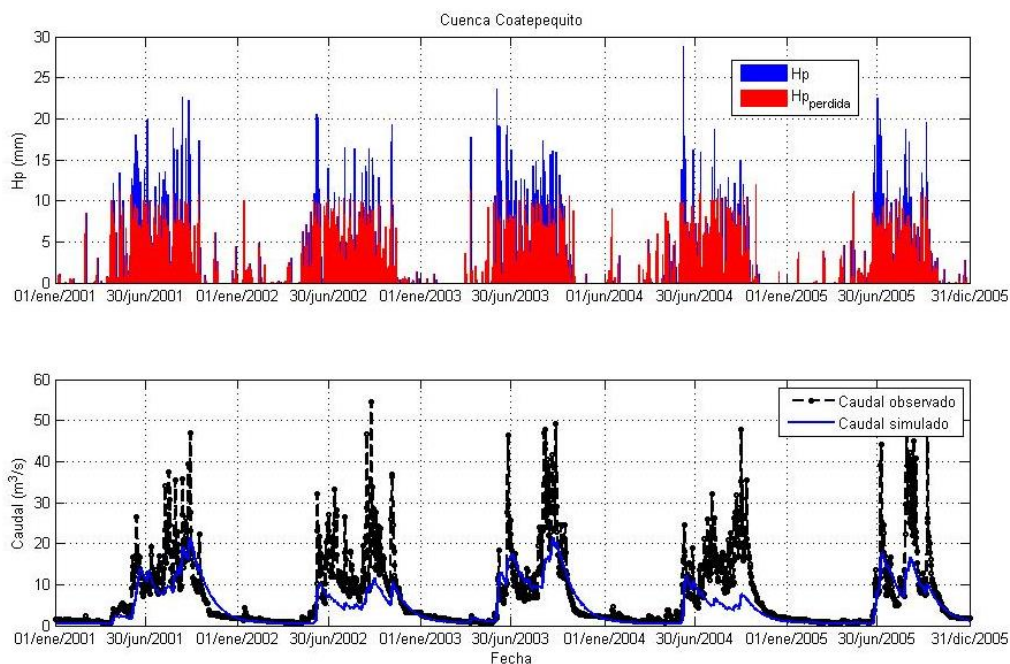 Cuenca Coatepequito
30
25
20
15
10
5
0
Hp (mm)
Hp
Hp_perdida
01/ene/2001 30/jun/2001 01/ene/2002 30/jun/2002 01/ene/2003 30/jun/2003 01/jun/2004 30/jun/2004 01/ene/2005 30/jun/2005 31/dic/2005
60
50
40
30
20
10
0
Caudal (m³/s)
Caudal observado
Caudal simulado
01/ene/2001 30/jun/2001 01/ene/2002 30/jun/2002 01/ene/2003 30/jun/2003 01/ene/2004 30/jun/2004 01/ene/2005 30/jun/2005 31/dic/2005
Fecha